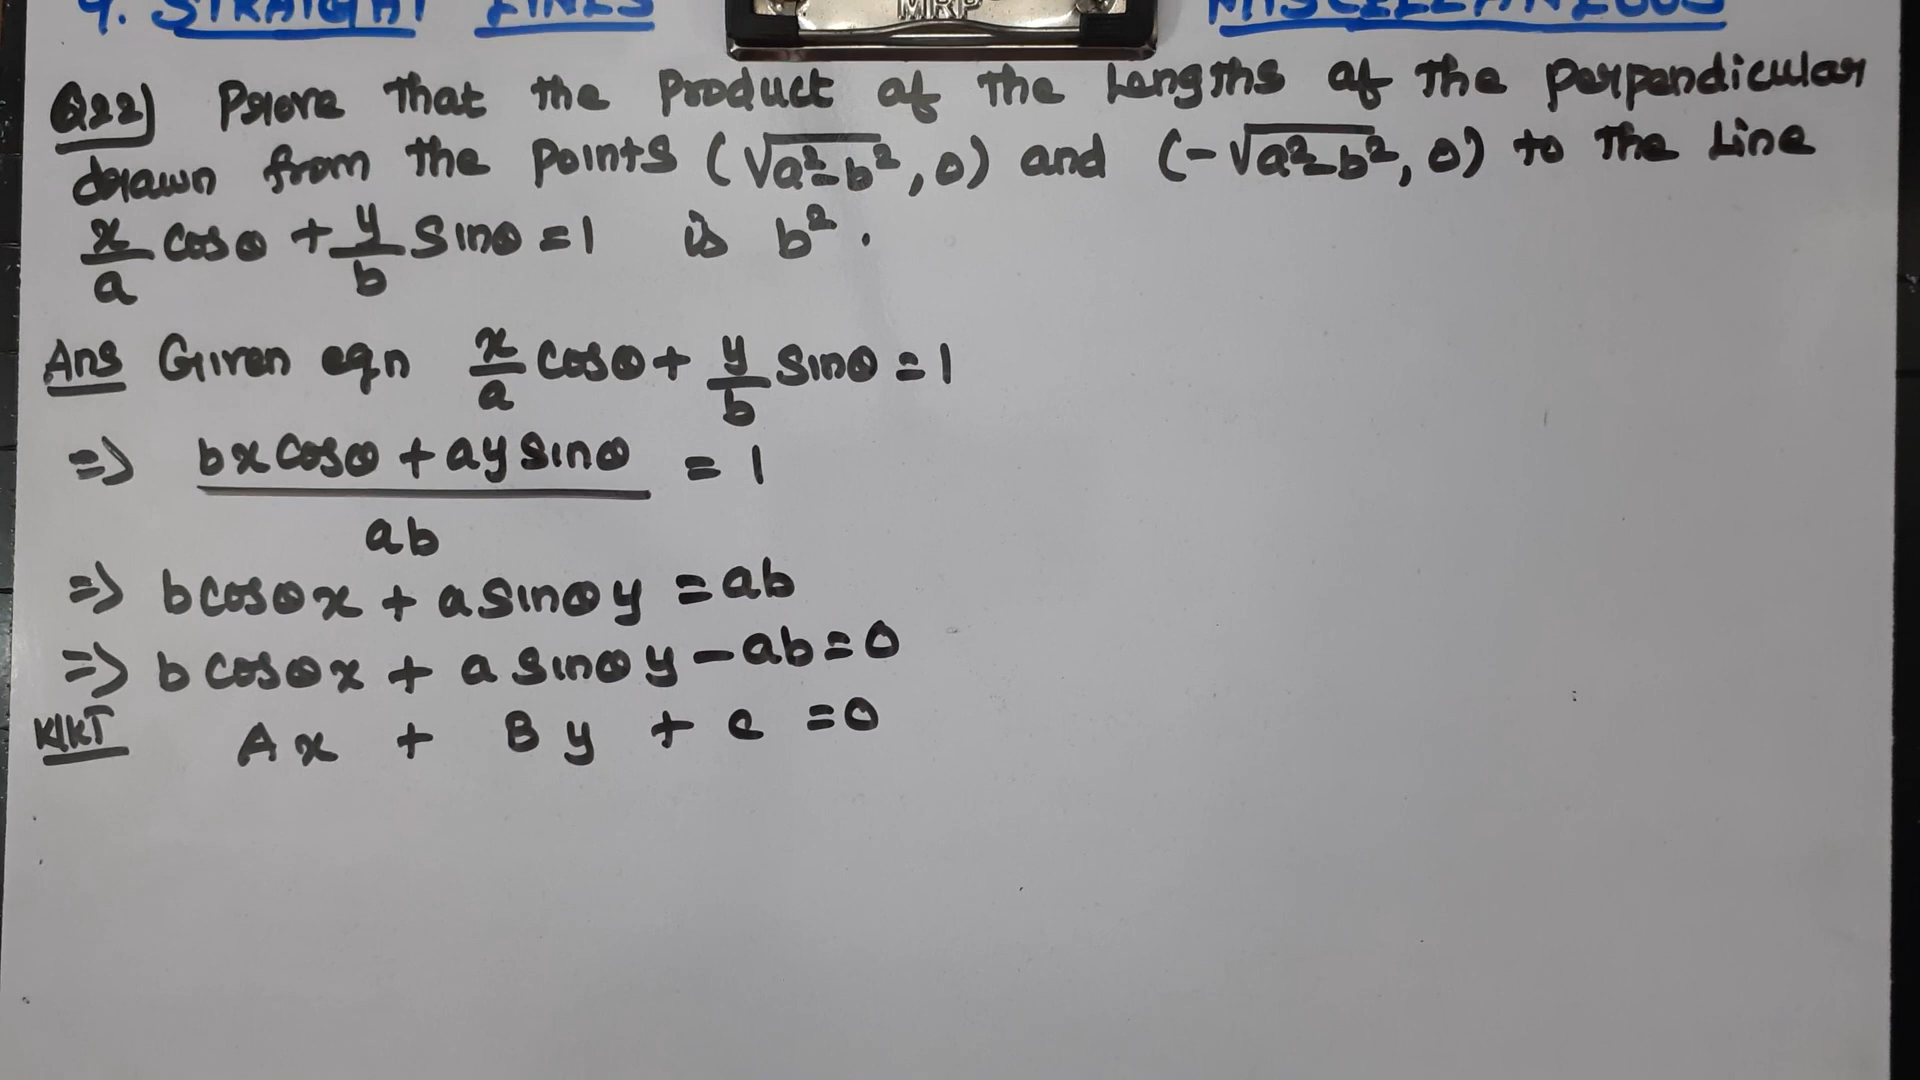 9. STRAIGHT LINES MRP MISCELLANEOUS
Q22) Prove that the product of the Lengths of the perpendicular
drawn from the points (√a²-b², 0) and (-√a²-b², 0) to the Line
x/a cosθ + y/b sinθ = 1 is b².
Ans Given eqn x/a cosθ + y/b sinθ = 1
=> bx cosθ + ay sinθ / ab = 1
=> b cosθ x + a sinθ y = ab
=> b cosθ x + a sinθ y - ab = 0
WKT Ax + By + c = 0